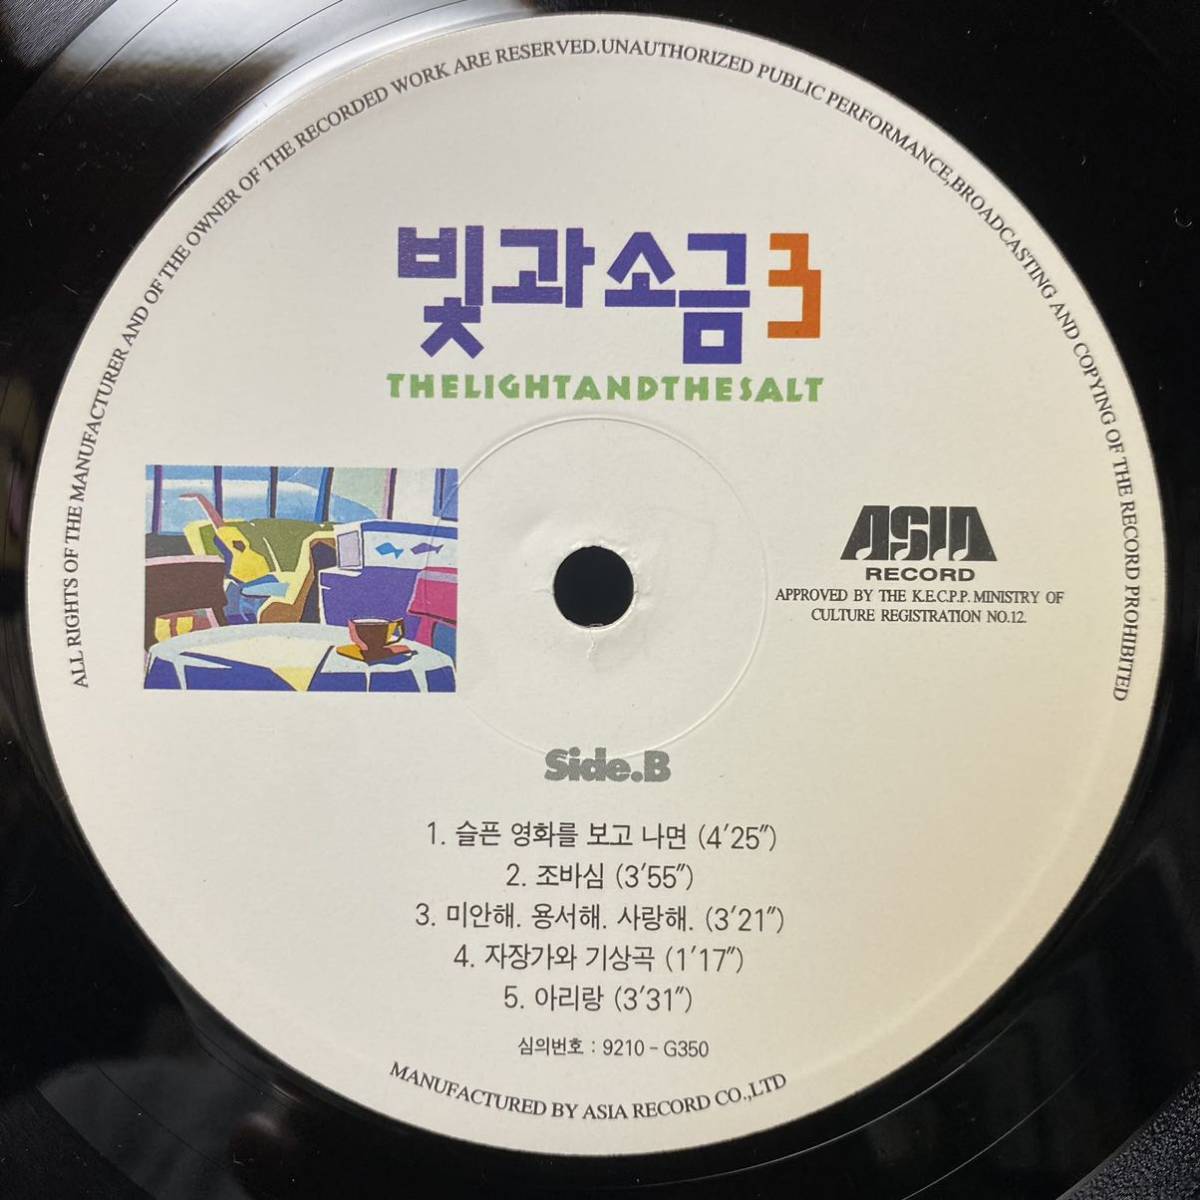 ALL RIGHTS OF THE MANUFACTURER AND OF THE OWNER OF THE RECORDED WORK ARE RESERVED.UNAUTHORIZED PUBLIC PERFORMANCE,BROADCASTING AND COPYING OF THE RECORD PROHIBITED
빛과 소금 3
THELIGHTANDTHESALT
ASIA
RECORD
APPROVED BY THE K.E.C.P.P. MINISTRY OF
CULTURE REGISTRATION NO.12.
Side.B
1. 슬픈 영화를 보고 나면 (4′25″)
2. 조바심 (3′55″)
3. 미안해. 용서해. 사랑해. (3′21″)
4. 자장가와 기상곡 (1′17″)
5. 아리랑 (3′31″)
심의번호 : 9210 - G350
MANUFACTURED BY ASIA RECORD CO.,LTD